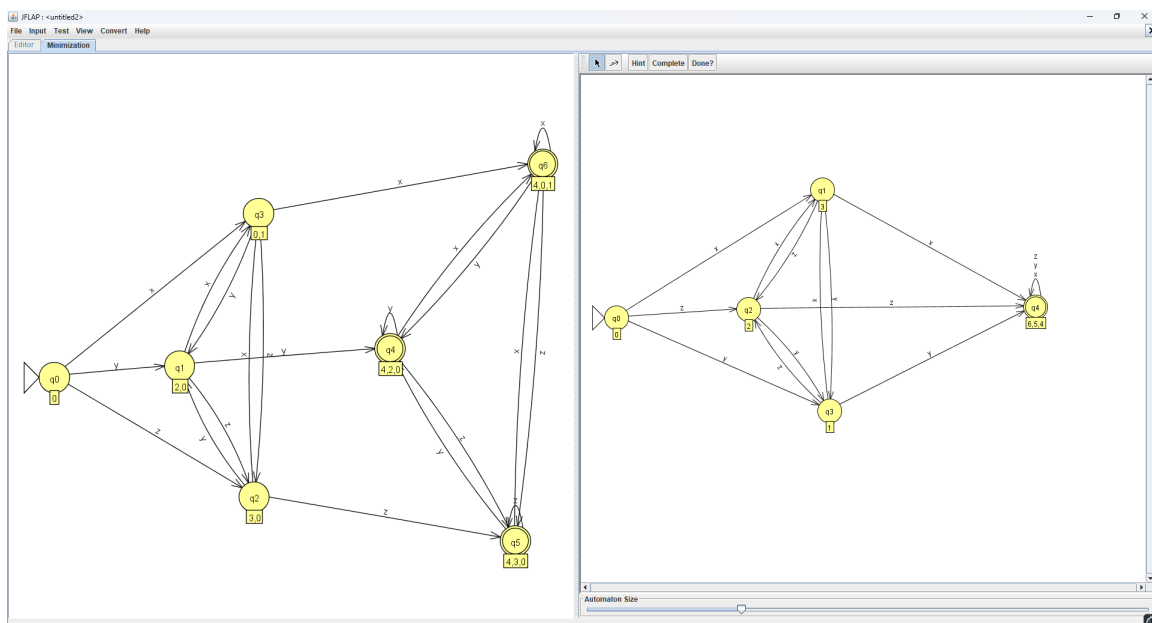 JFLAP : <untitled2>
File Input Test View Convert Help
Editor Minimization
Hint Complete Done?
x
q6
4,0,1
x
q3
0,1
x
x
y
x
y
x
z
y
q4
4,2,0
y
q1
2,0
y
q0
0
x
z
z
z
y
z
y
q2
3,0
z
z
q5
4,3,0
q1
3
x
x
x
z
z
y
x
q4
6,5,4
z
q2
2
z
q0
0
x
y
y
z
y
y
q3
1
Automaton Size